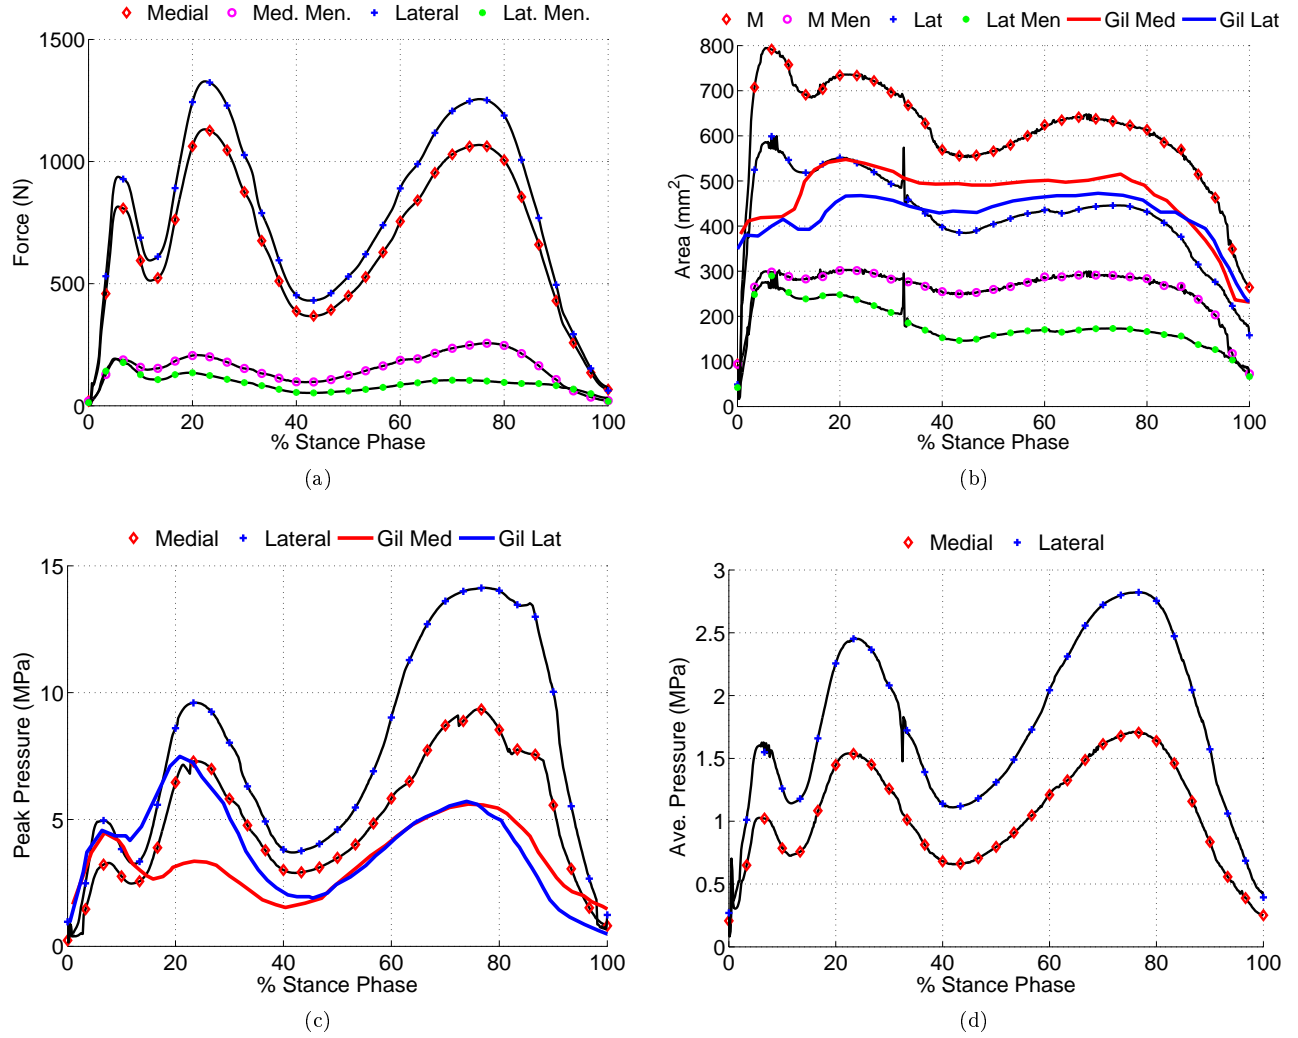 Medial Med. Men. Lateral Lat. Men.
1500
1000
500
0
Force (N)
0 20 40 60 80 100
% Stance Phase
(a)
M M Men Lat Lat Men Gil Med Gil Lat
800
700
600
500
400
300
200
100
0
Area (mm²)
0 20 40 60 80 100
% Stance Phase
(b)
Medial Lateral Gil Med Gil Lat
15
10
5
0
Peak Pressure (MPa)
0 20 40 60 80 100
% Stance Phase
(c)
Medial Lateral
3
2.5
2
1.5
1
0.5
0
Ave. Pressure (MPa)
0 20 40 60 80 100
% Stance Phase
(d)